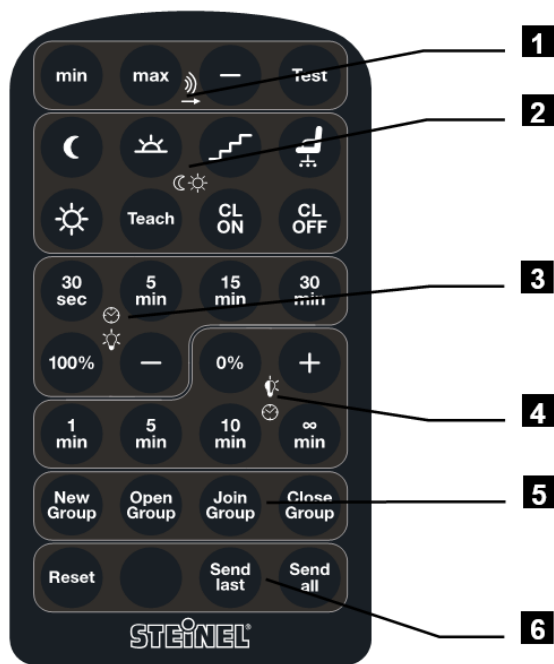 min max – Test
1
2
Teach CL ON CL OFF
30 sec 5 min 15 min 30 min
3
100% – 0% +
4
1 min 5 min 10 min ∞ min
New Group Open Group Join Group Close Group
5
Reset Send last Send all
6
STEINEL®